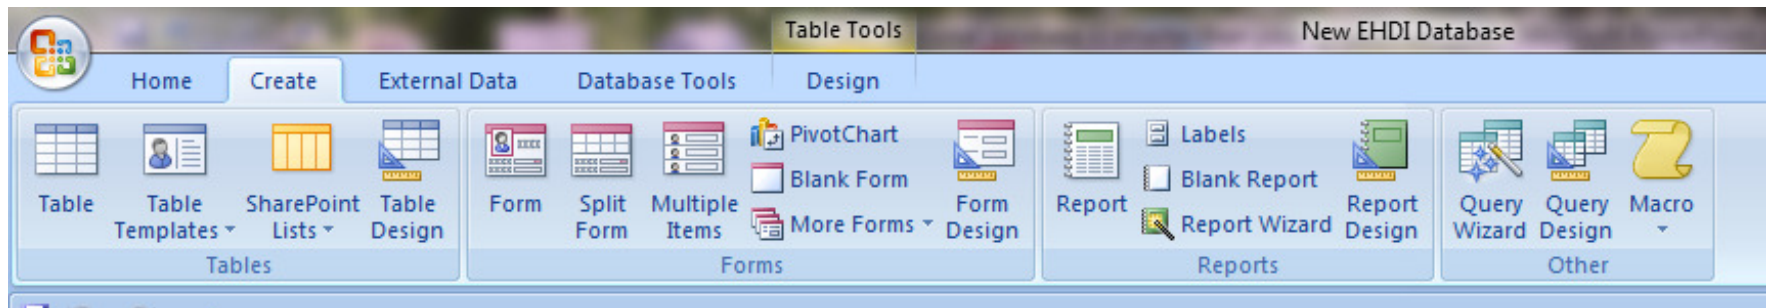 Table Tools
New EHDI Database
Home
Create
External Data
Database Tools
Design
Table
Table Templates
SharePoint Lists
Table Design
Tables
Form
Split Form
Multiple Items
PivotChart
Blank Form
More Forms
Form Design
Forms
Report
Labels
Blank Report
Report Wizard
Report Design
Reports
Query Wizard
Query Design
Macro
Other